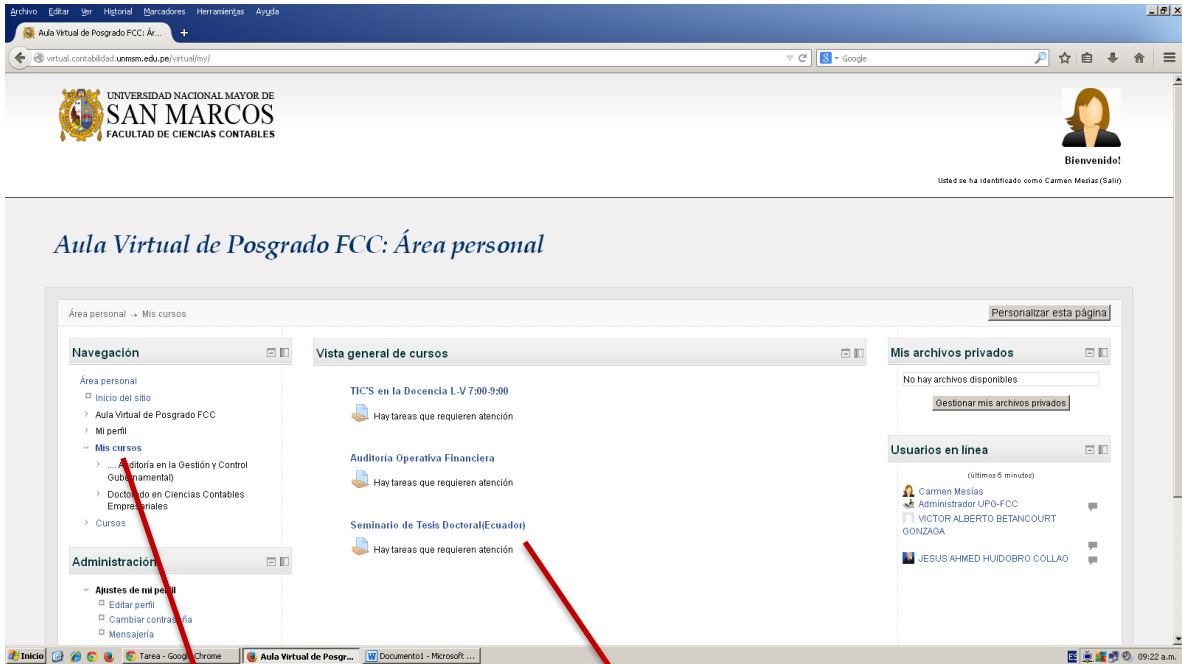 Archivo Editar Ver Historial Marcadores Herramientas Ayuda
Aula Virtual de Posgrado FCC: Ár... +
virtual.contabilidad.unmsm.edu.pe/virtual/my/
Google
UNIVERSIDAD NACIONAL MAYOR DE
SAN MARCOS
FACULTAD DE CIENCIAS CONTABLES
Bienvenido!
Usted se ha identificado como Carmen Mesías (Salir)
Aula Virtual de Posgrado FCC: Área personal
Área personal → Mis cursos
Personalizar esta página
Navegación
Área personal
Inicio del sitio
Aula Virtual de Posgrado FCC
Mi perfil
Mis cursos
.... Auditoría en la Gestión y Control
Gubernamental)
Doctorado en Ciencias Contables
Empresariales
Cursos
Administración
Ajustes de mi perfil
Editar perfil
Cambiar contraseña
Mensajería
Vista general de cursos
TIC'S en la Docencia L-V 7:00-9:00
Hay tareas que requieren atención
Auditoria Operativa Financiera
Hay tareas que requieren atención
Seminario de Tesis Doctoral(Ecuador)
Hay tareas que requieren atención
Mis archivos privados
No hay archivos disponibles
Gestionar mis archivos privados
Usuarios en línea
(últimos 5 minutos)
Carmen Mesías
Administrador UPG-FCC
VICTOR ALBERTO BETANCOURT
GONZAGA
JESUS AHMED HUIDOBRO COLLAO
Inicio
Tarea - Google Chrome
Aula Virtual de Posgr...
Documento1 - Microsoft ...
ES
09:22 a.m.